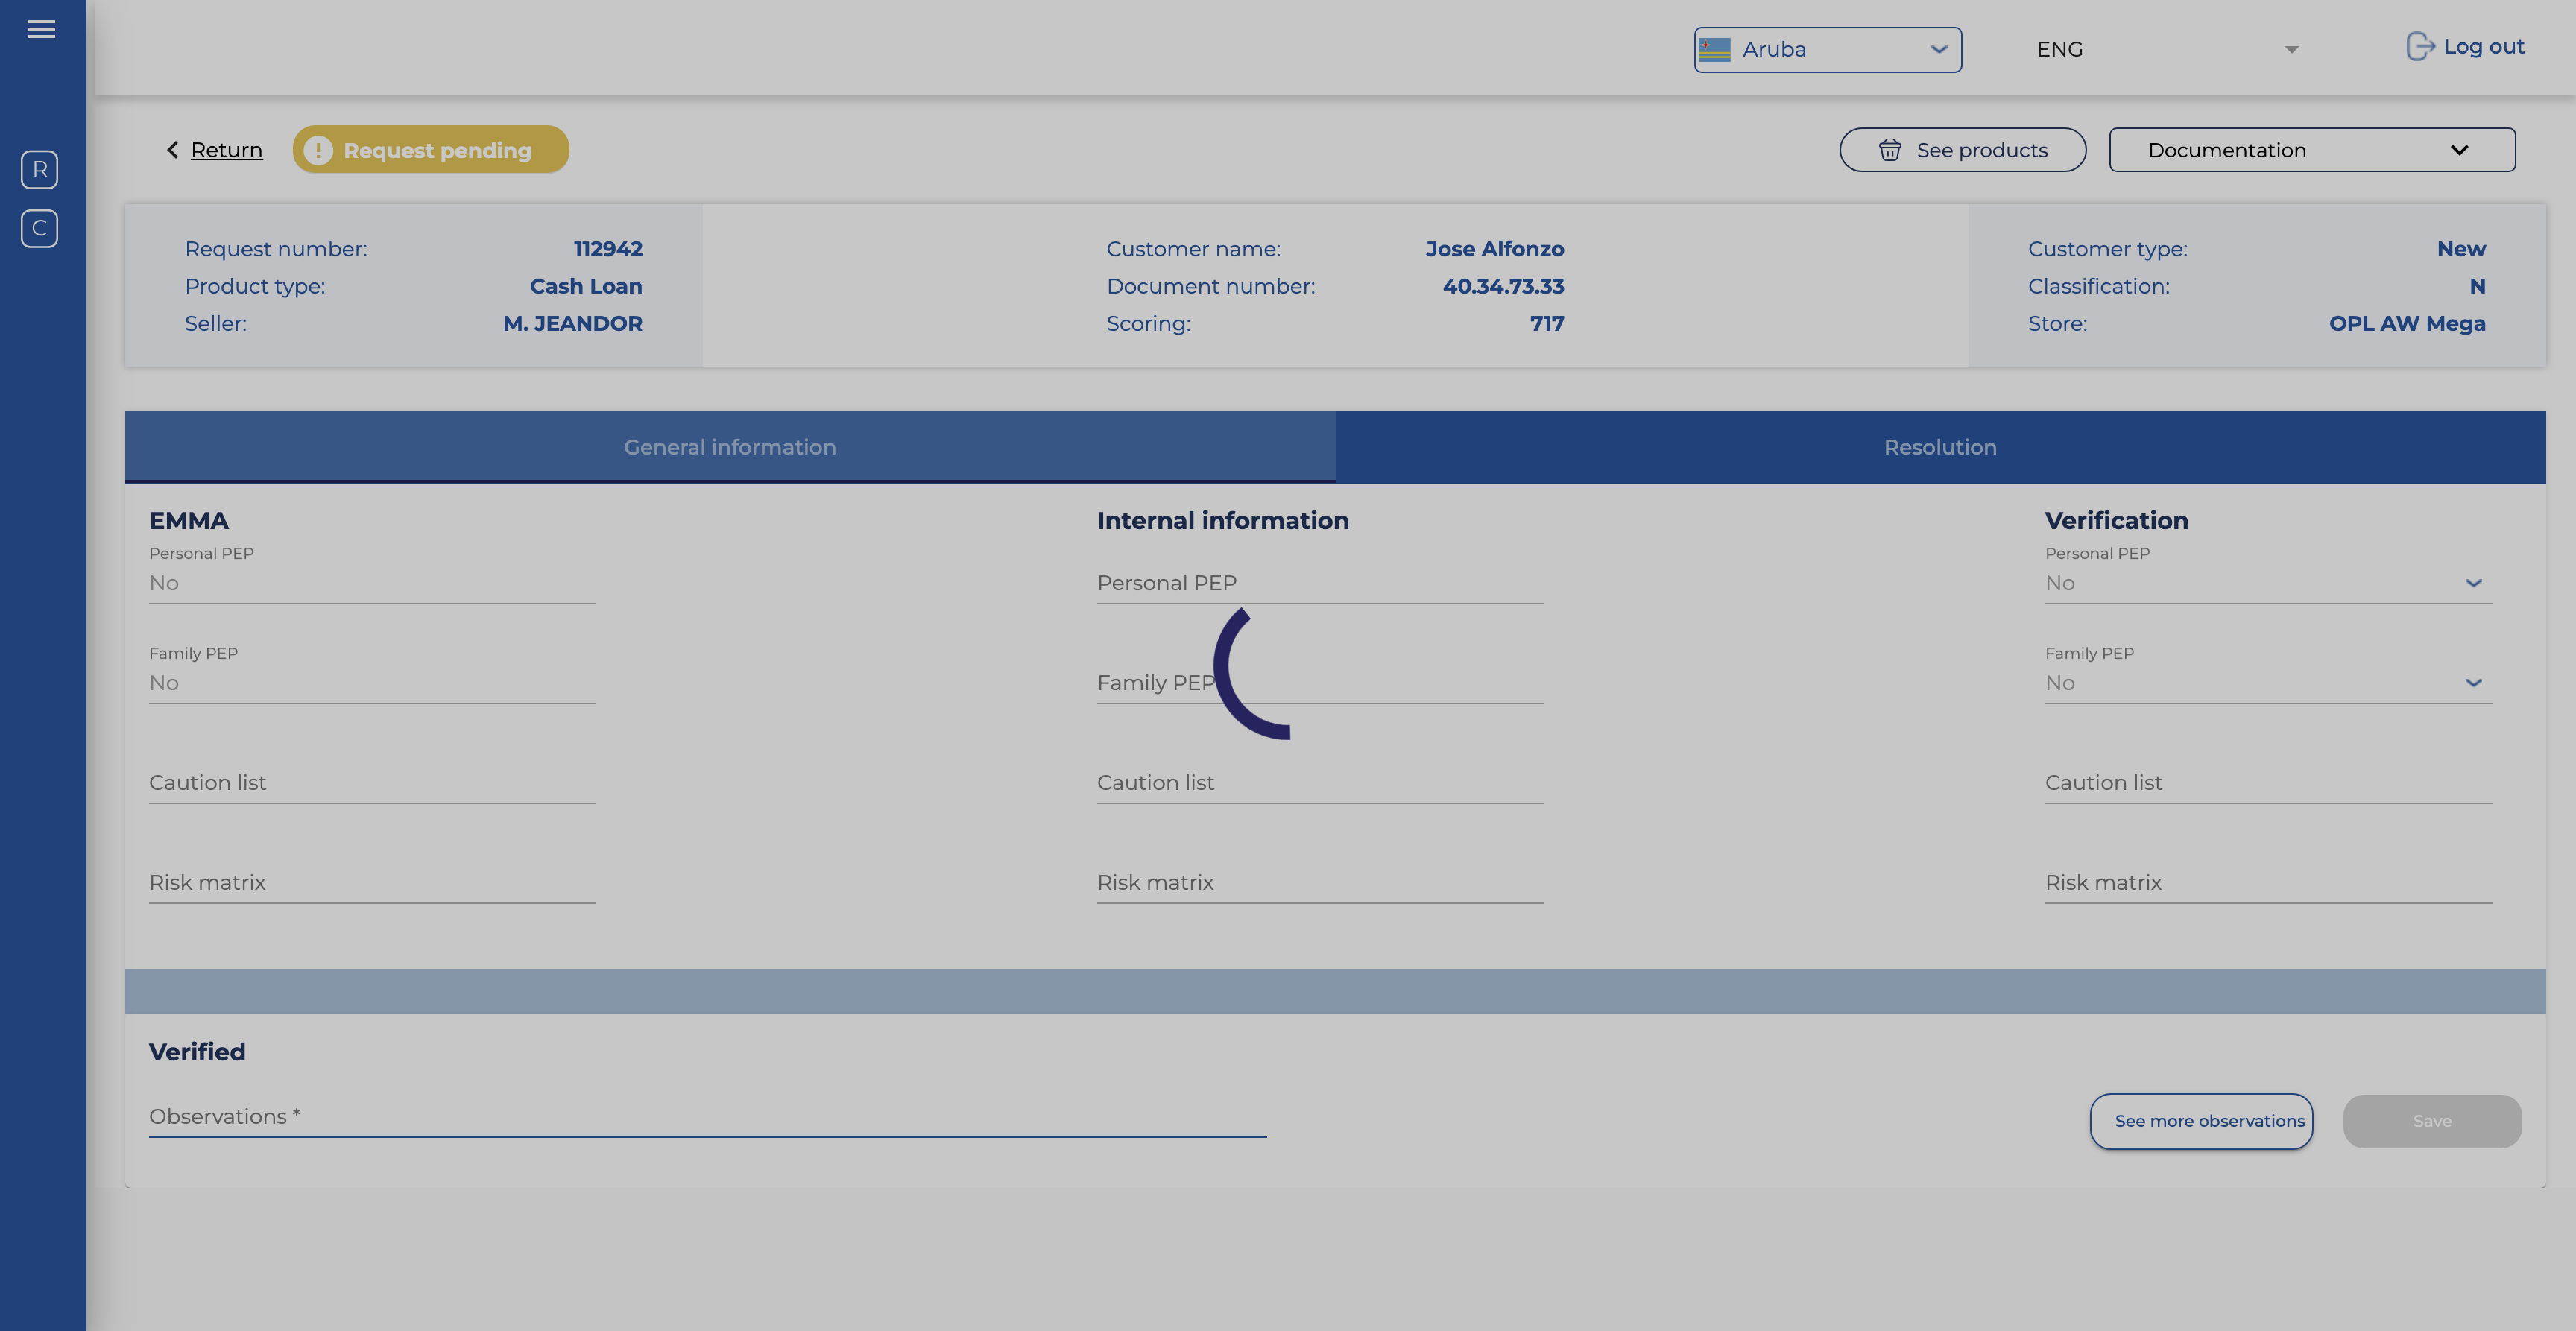 Aruba
ENG
Log out
R
C
Return
! Request pending
See products
Documentation
Request number: 112942
Product type: Cash Loan
Seller: M. JEANDOR
Customer name: Jose Alfonzo
Document number: 40.34.73.33
Scoring: 717
Customer type: New
Classification: N
Store: OPL AW Mega
General information
Resolution
EMMA
Personal PEP
No
Family PEP
No
Caution list
Risk matrix
Internal information
Personal PEP
Family PEP
Caution list
Risk matrix
Verification
Personal PEP
No
Family PEP
No
Caution list
Risk matrix
Verified
Observations *
See more observations
Save